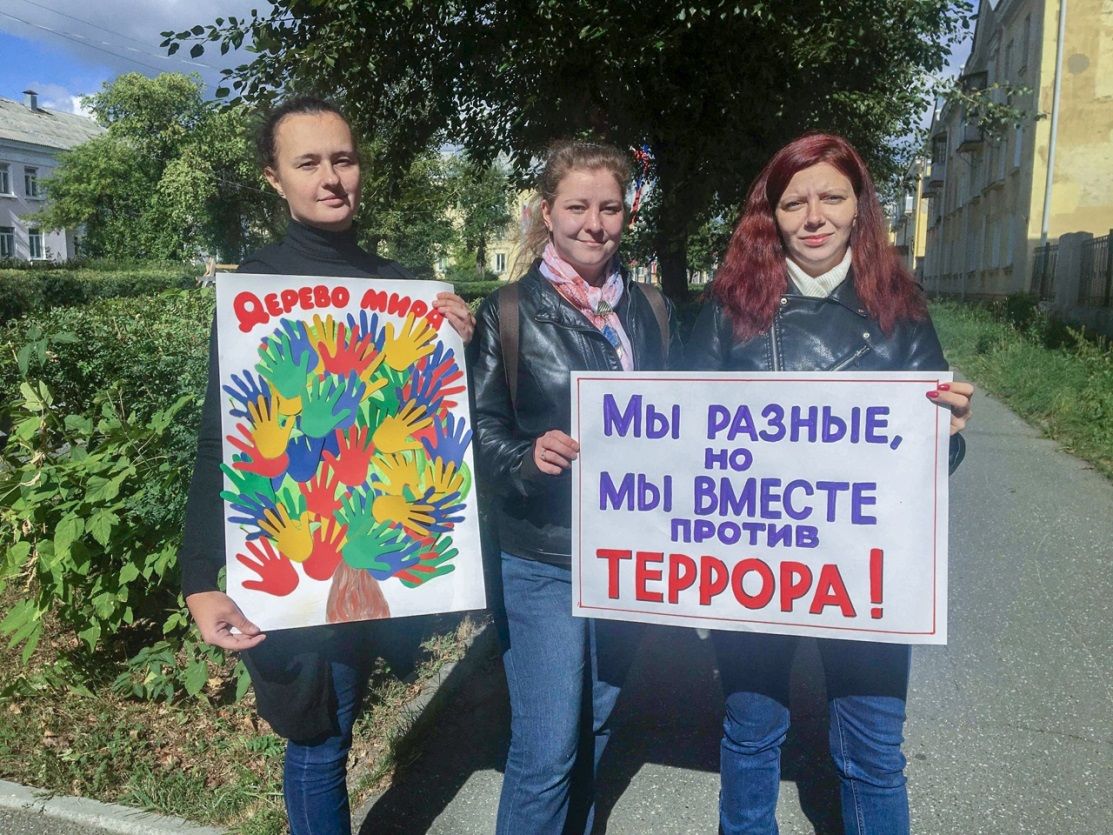 ДЕРЕВО МИРА
МЫ РАЗНЫЕ,
НО
МЫ ВМЕСТЕ
ПРОТИВ
ТЕРРОРА!